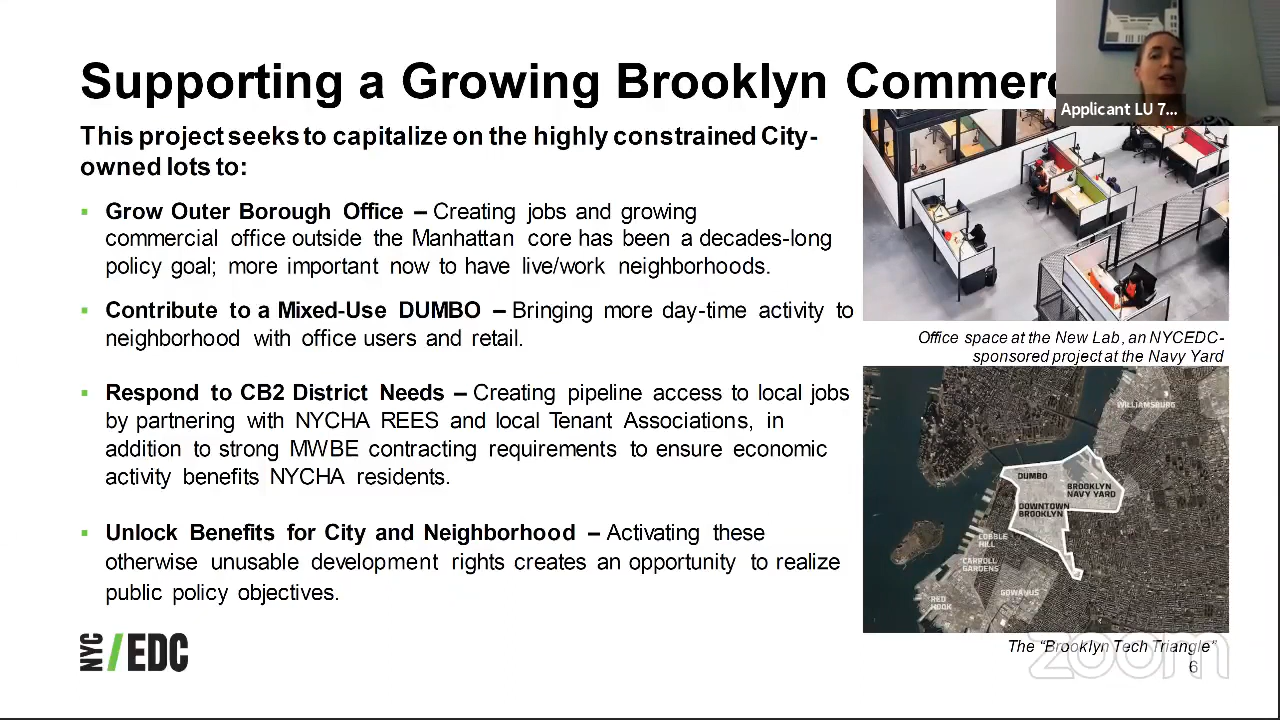 Supporting a Growing Brooklyn Commerc
Applicant LU 7...
This project seeks to capitalize on the highly constrained City-
owned lots to:
▪ Grow Outer Borough Office – Creating jobs and growing
commercial office outside the Manhattan core has been a decades-long
policy goal; more important now to have live/work neighborhoods.
▪ Contribute to a Mixed-Use DUMBO – Bringing more day-time activity to
neighborhood with office users and retail.
▪ Respond to CB2 District Needs – Creating pipeline access to local jobs
by partnering with NYCHA REES and local Tenant Associations, in
addition to strong MWBE contracting requirements to ensure economic
activity benefits NYCHA residents.
▪ Unlock Benefits for City and Neighborhood – Activating these
otherwise unusable development rights creates an opportunity to realize
public policy objectives.
NYC/EDC
Office space at the New Lab, an NYCEDC-
sponsored project at the Navy Yard
WILLIAMSBURG
DUMBO
BROOKLYN
NAVY YARD
DOWNTOWN
BROOKLYN
COBBLE
HILL
CARROLL
GARDENS
GOWANUS
RED
HOOK
The “Brooklyn Tech Triangle”
zoom
6